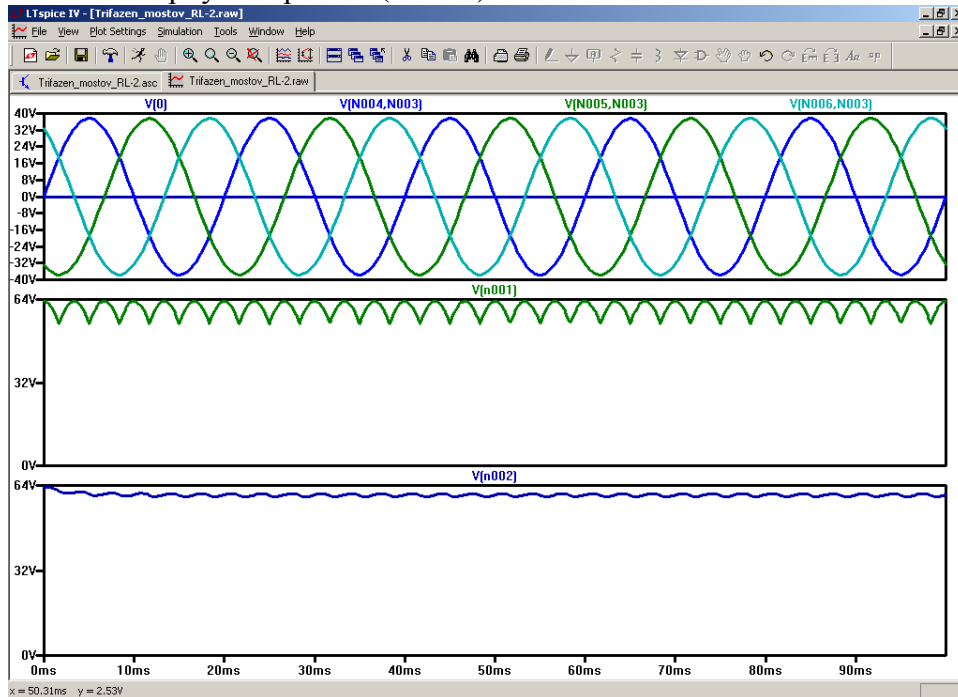 LTspice IV - [Trifazen_mostov_RL-2.raw]
File View Plot Settings Simulation Tools Window Help
Trifazen_mostov_RL-2.asc Trifazen_mostov_RL-2.raw
V(0) V(N004,N003) V(N005,N003) V(N006,N003)
40V
32V
24V
16V
8V
0V
-8V
-16V
-24V
-32V
-40V
V(n001)
64V
32V
0V
V(n002)
64V
32V
0V
0ms 10ms 20ms 30ms 40ms 50ms 60ms 70ms 80ms 90ms
x = 50.31ms y = 2.53V